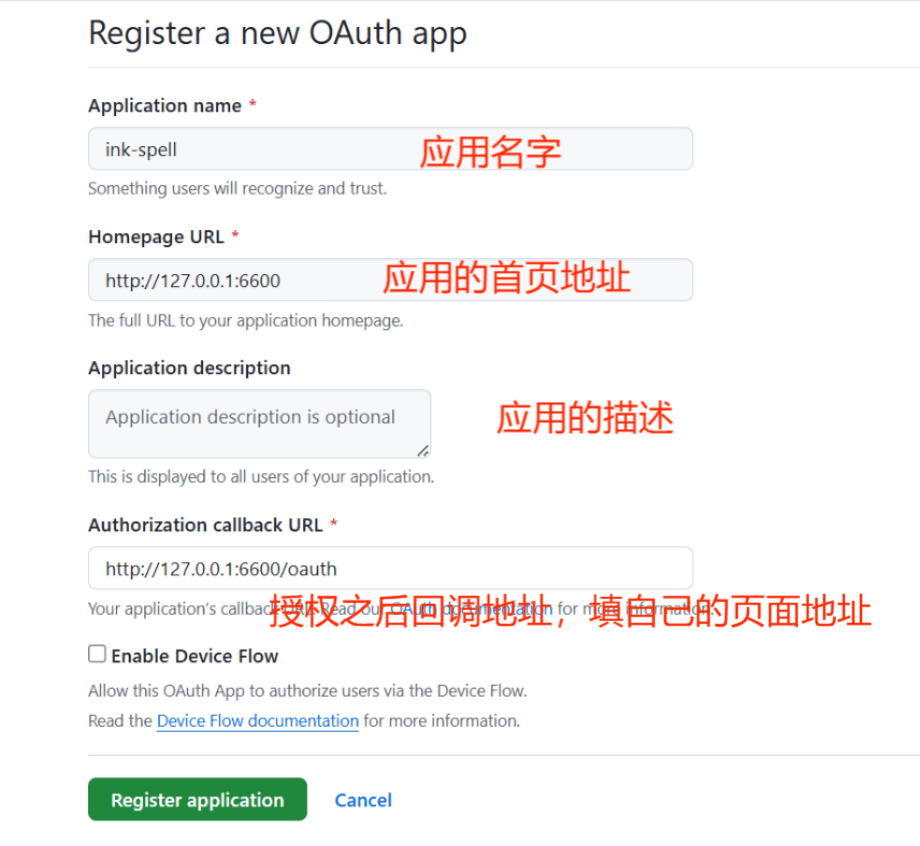 Register a new OAuth app
Application name *
ink-spell
应用名字
Something users will recognize and trust.
Homepage URL *
http://127.0.0.1:6600
应用的首页地址
The full URL to your application homepage.
Application description
Application description is optional
应用的描述
This is displayed to all users of your application.
Authorization callback URL *
http://127.0.0.1:6600/oauth
Your application's callback URL. Read our OAuth documentation for more information.
授权之后回调地址，填自己的页面地址
Enable Device Flow
Allow this OAuth App to authorize users via the Device Flow.
Read the Device Flow documentation for more information.
Register application
Cancel